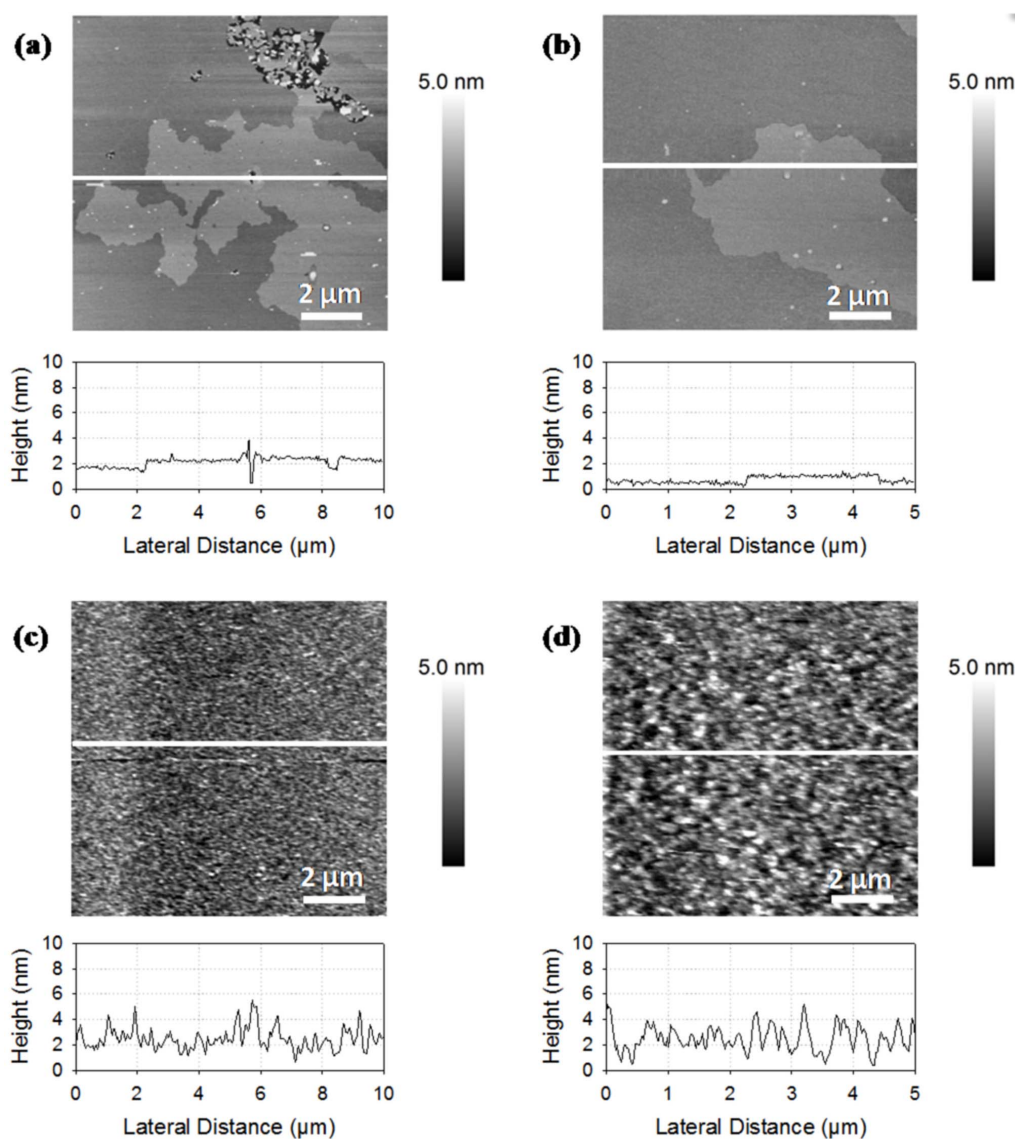 (a)
5.0 nm
2 µm
Height (nm)
10
8
6
4
2
0
0 2 4 6 8 10
Lateral Distance (µm)
(b)
5.0 nm
2 µm
Height (nm)
10
8
6
4
2
0
0 1 2 3 4 5
Lateral Distance (µm)
(c)
5.0 nm
2 µm
Height (nm)
10
8
6
4
2
0
0 2 4 6 8 10
Lateral Distance (µm)
(d)
5.0 nm
2 µm
Height (nm)
10
8
6
4
2
0
0 1 2 3 4 5
Lateral Distance (µm)